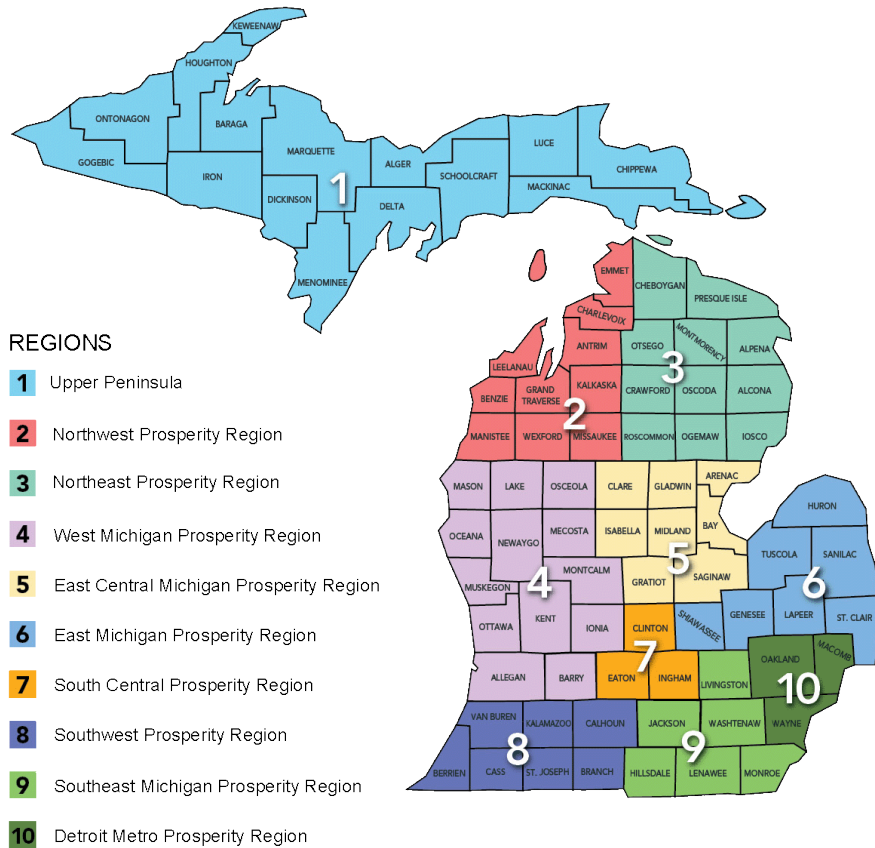 KEWEENAW
HOUGHTON
ONTONAGON
BARAGA
GOGEBIC
IRON
MARQUETTE
ALGER
LUCE
CHIPPEWA
SCHOOLCRAFT
MACKINAC
DICKINSON
1
DELTA
MENOMINEE
EMMET
CHEBOYGAN
PRESQUE ISLE
CHARLEVOIX
ANTRIM
OTSEGO
MONTMORENCY
ALPENA
LEELANAU
3
BENZIE
GRAND
TRAVERSE
KALKASKA
CRAWFORD
OSCODA
ALCONA
2
MANISTEE
WEXFORD
MISSAUKEE
ROSCOMMON
OGEMAW
IOSCO
MASON
LAKE
OSCEOLA
CLARE
GLADWIN
ARENAC
HURON
OCEANA
NEWAYGO
MECOSTA
ISABELLA
MIDLAND
BAY
TUSCOLA
SANILAC
5
MUSKEGON
4
MONTCALM
GRATIOT
SAGINAW
6
OTTAWA
KENT
IONIA
CLINTON
SHIAWASSEE
GENESEE
LAPEER
ST. CLAIR
7
ALLEGAN
BARRY
EATON
INGHAM
LIVINGSTON
OAKLAND
MACOMB
10
VAN BUREN
KALAMAZOO
CALHOUN
JACKSON
WASHTENAW
WAYNE
8
9
BERRIEN
CASS
ST. JOSEPH
BRANCH
HILLSDALE
LENAWEE
MONROE
REGIONS
1 Upper Peninsula
2 Northwest Prosperity Region
3 Northeast Prosperity Region
4 West Michigan Prosperity Region
5 East Central Michigan Prosperity Region
6 East Michigan Prosperity Region
7 South Central Prosperity Region
8 Southwest Prosperity Region
9 Southeast Michigan Prosperity Region
10 Detroit Metro Prosperity Region